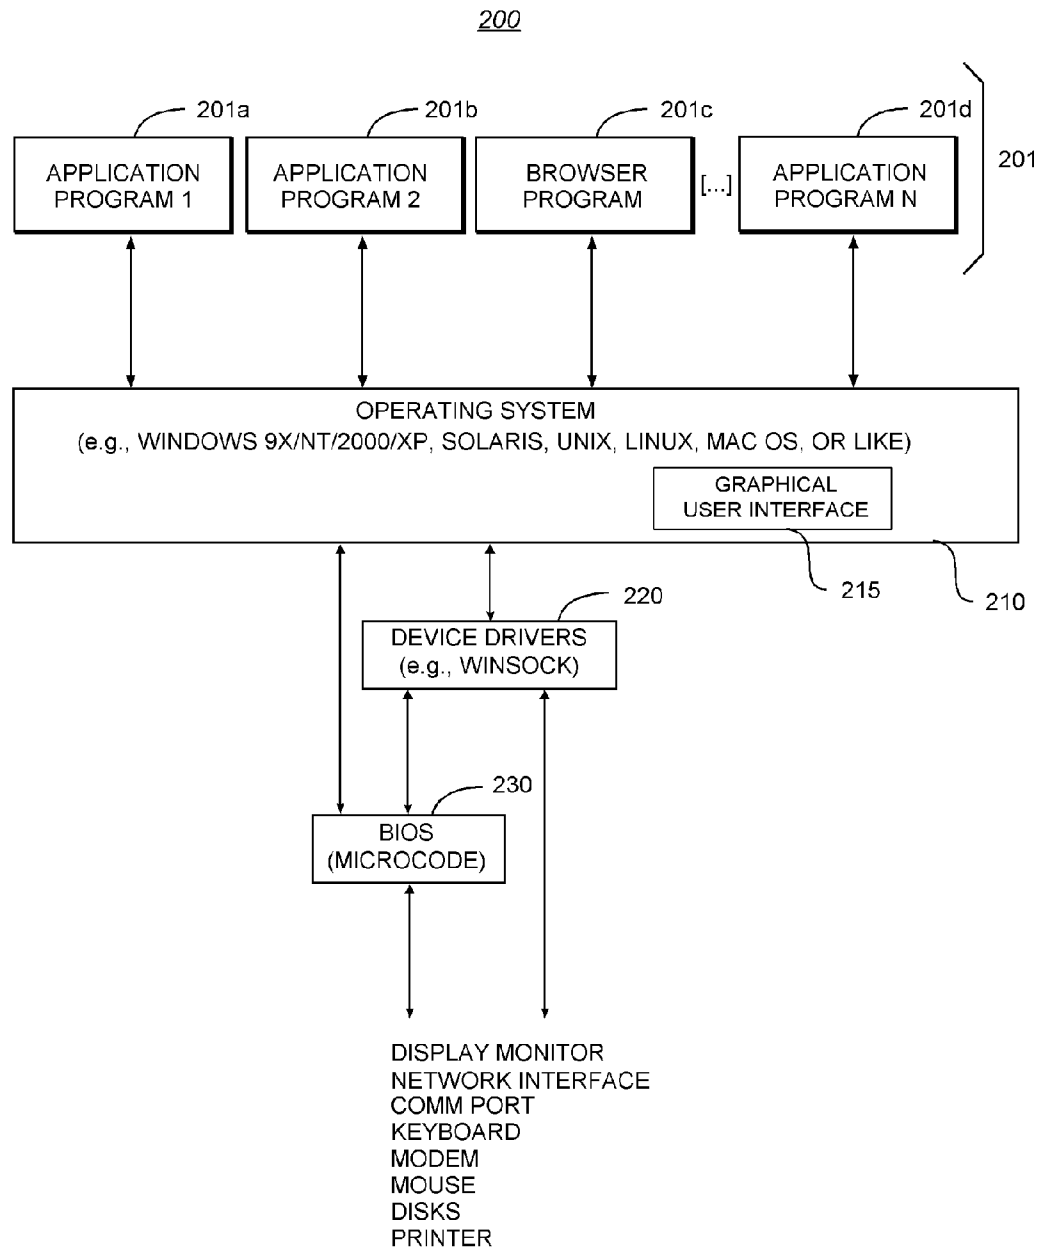 200
201a
201b
201c
201d
201
APPLICATION
PROGRAM 1
APPLICATION
PROGRAM 2
BROWSER
PROGRAM
[...]
APPLICATION
PROGRAM N
OPERATING SYSTEM
(e.g., WINDOWS 9X/NT/2000/XP, SOLARIS, UNIX, LINUX, MAC OS, OR LIKE)
GRAPHICAL
USER INTERFACE
215
210
220
DEVICE DRIVERS
(e.g., WINSOCK)
230
BIOS
(MICROCODE)
DISPLAY MONITOR
NETWORK INTERFACE
COMM PORT
KEYBOARD
MODEM
MOUSE
DISKS
PRINTER